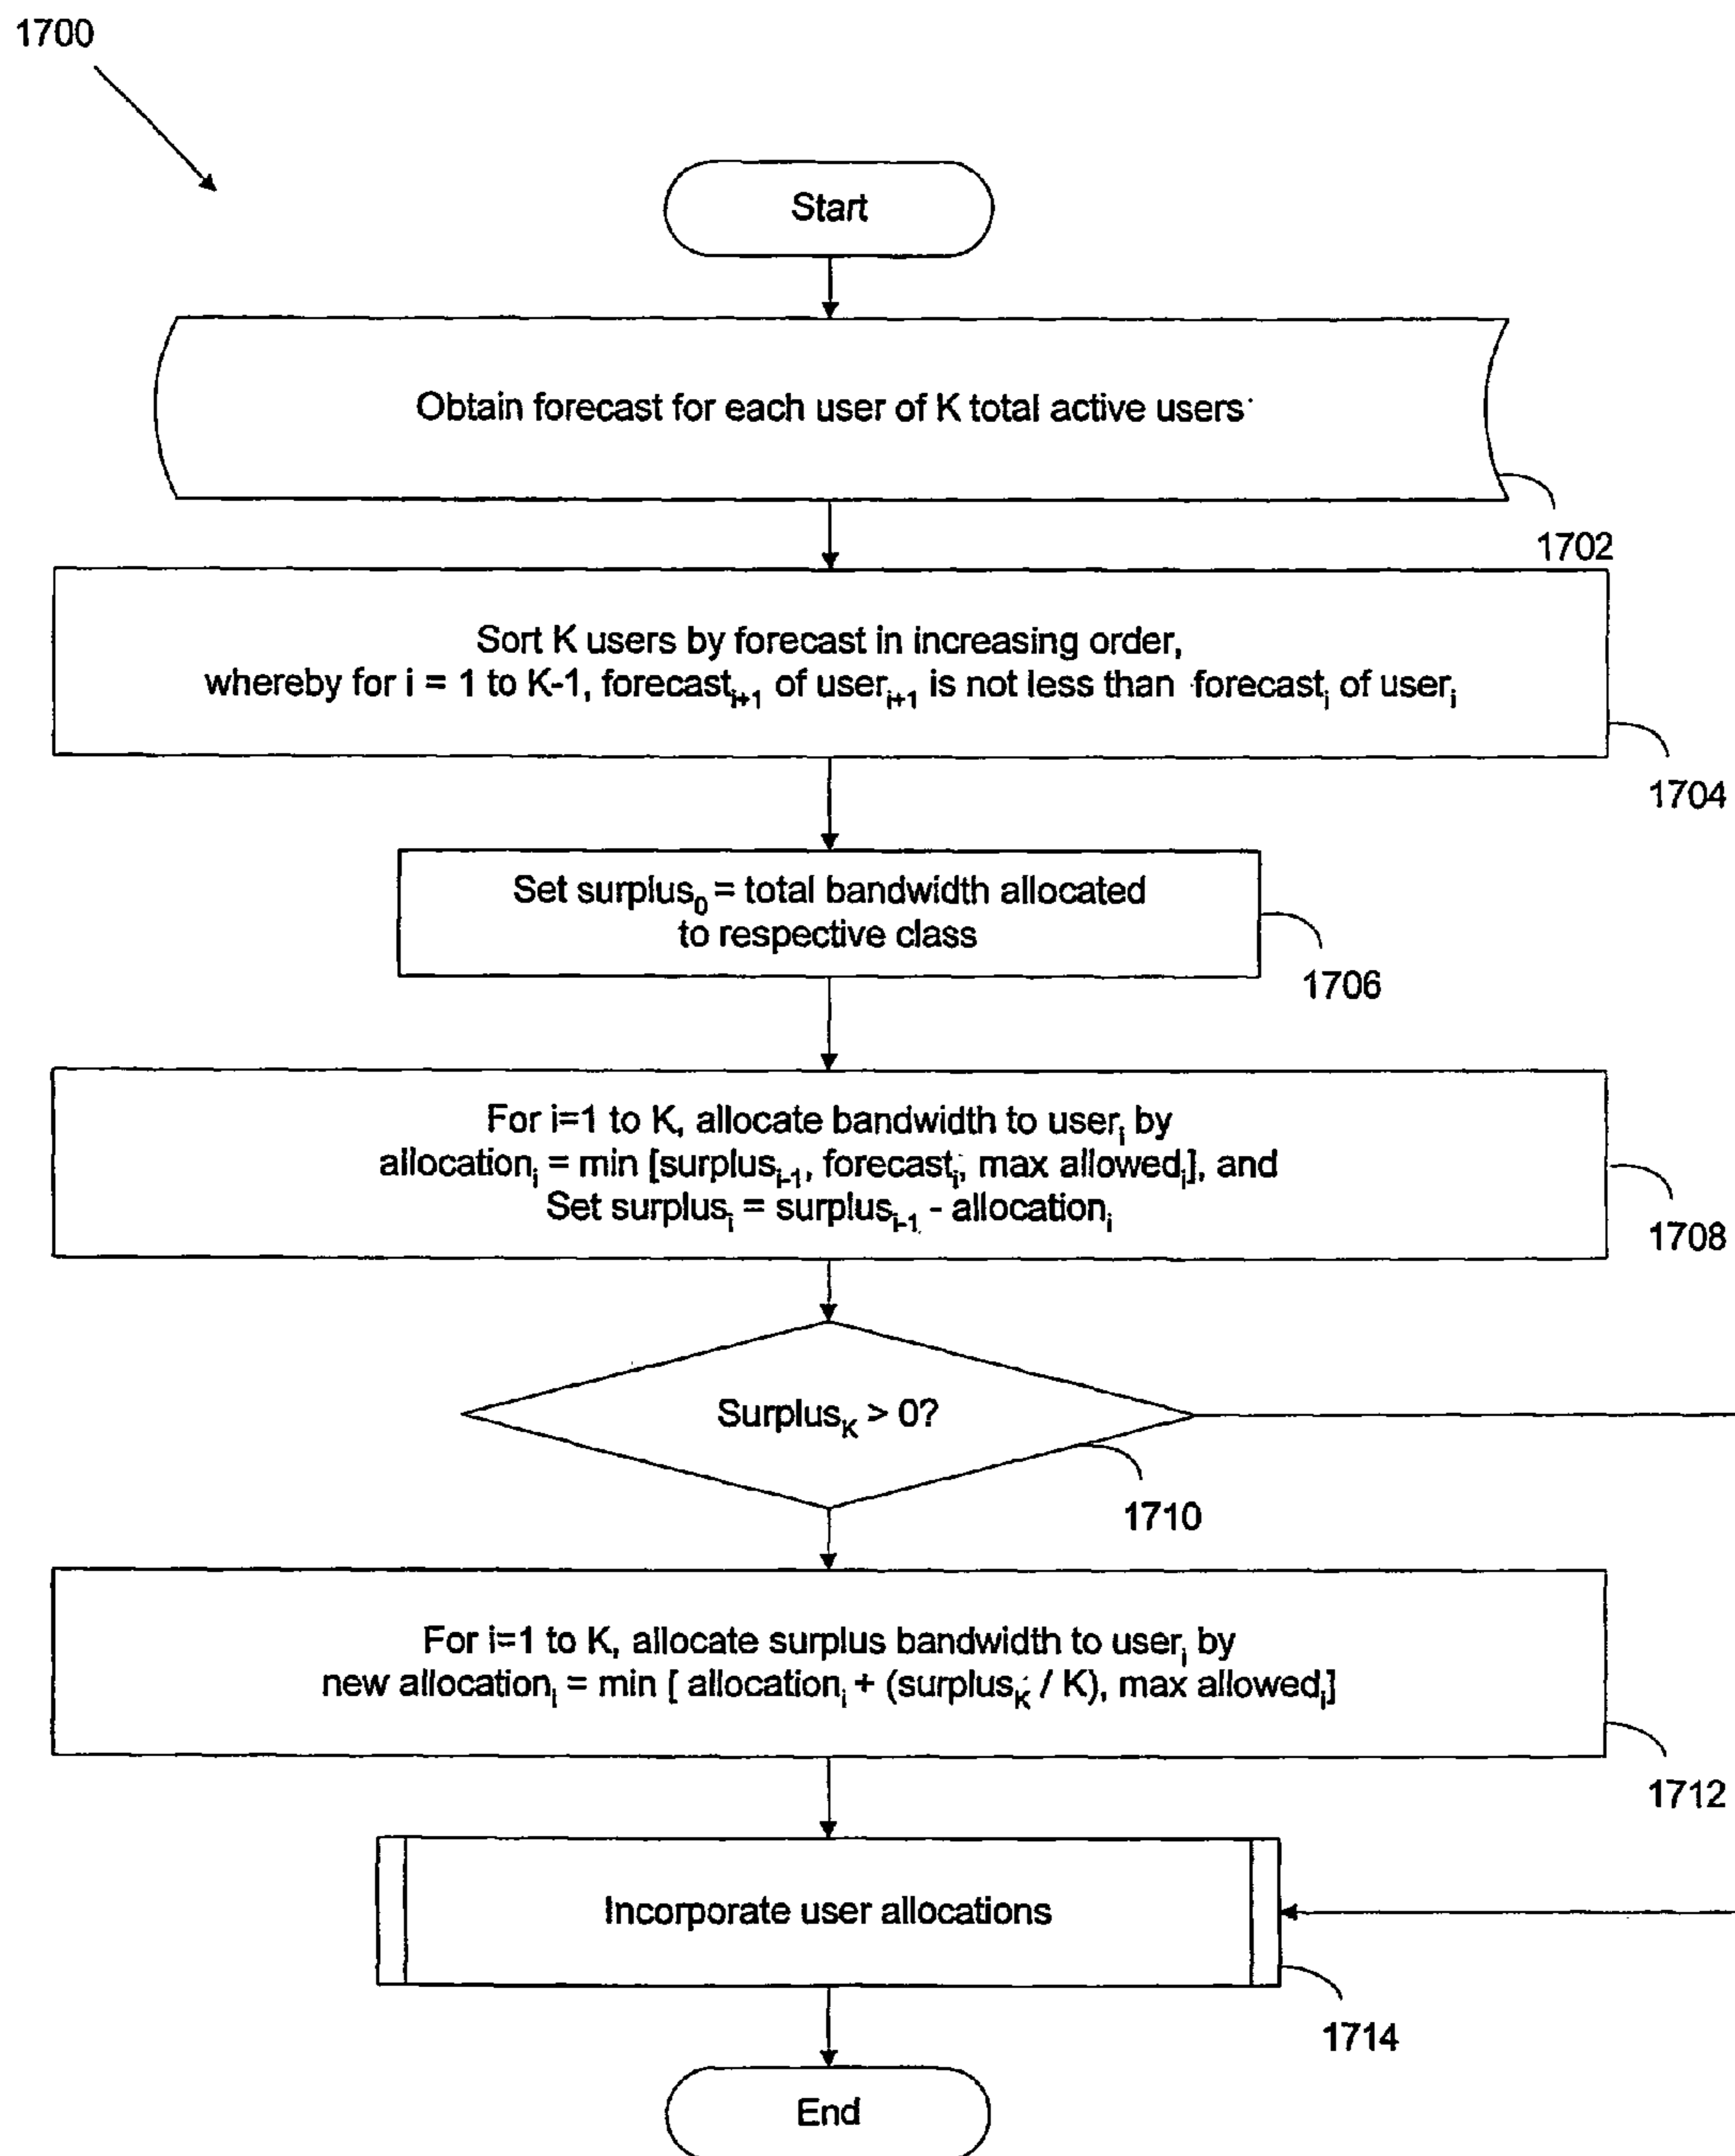 1700
Start
Obtain forecast for each user of K total active users
1702
Sort K users by forecast in increasing order,
whereby for i = 1 to K-1, forecastᵢ₊₁ of userᵢ₊₁ is not less than forecastᵢ of userᵢ
1704
Set surplus₀ = total bandwidth allocated
to respective class
1706
For i=1 to K, allocate bandwidth to userᵢ by
allocationᵢ = min [surplusᵢ₋₁, forecastᵢ, max allowedᵢ], and
Set surplusᵢ = surplusᵢ₋₁ - allocationᵢ
1708
Surplus_K > 0?
1710
For i=1 to K, allocate surplus bandwidth to userᵢ by
new allocationᵢ = min [ allocationᵢ + (surplus_K / K), max allowedᵢ]
1712
Incorporate user allocations
1714
End